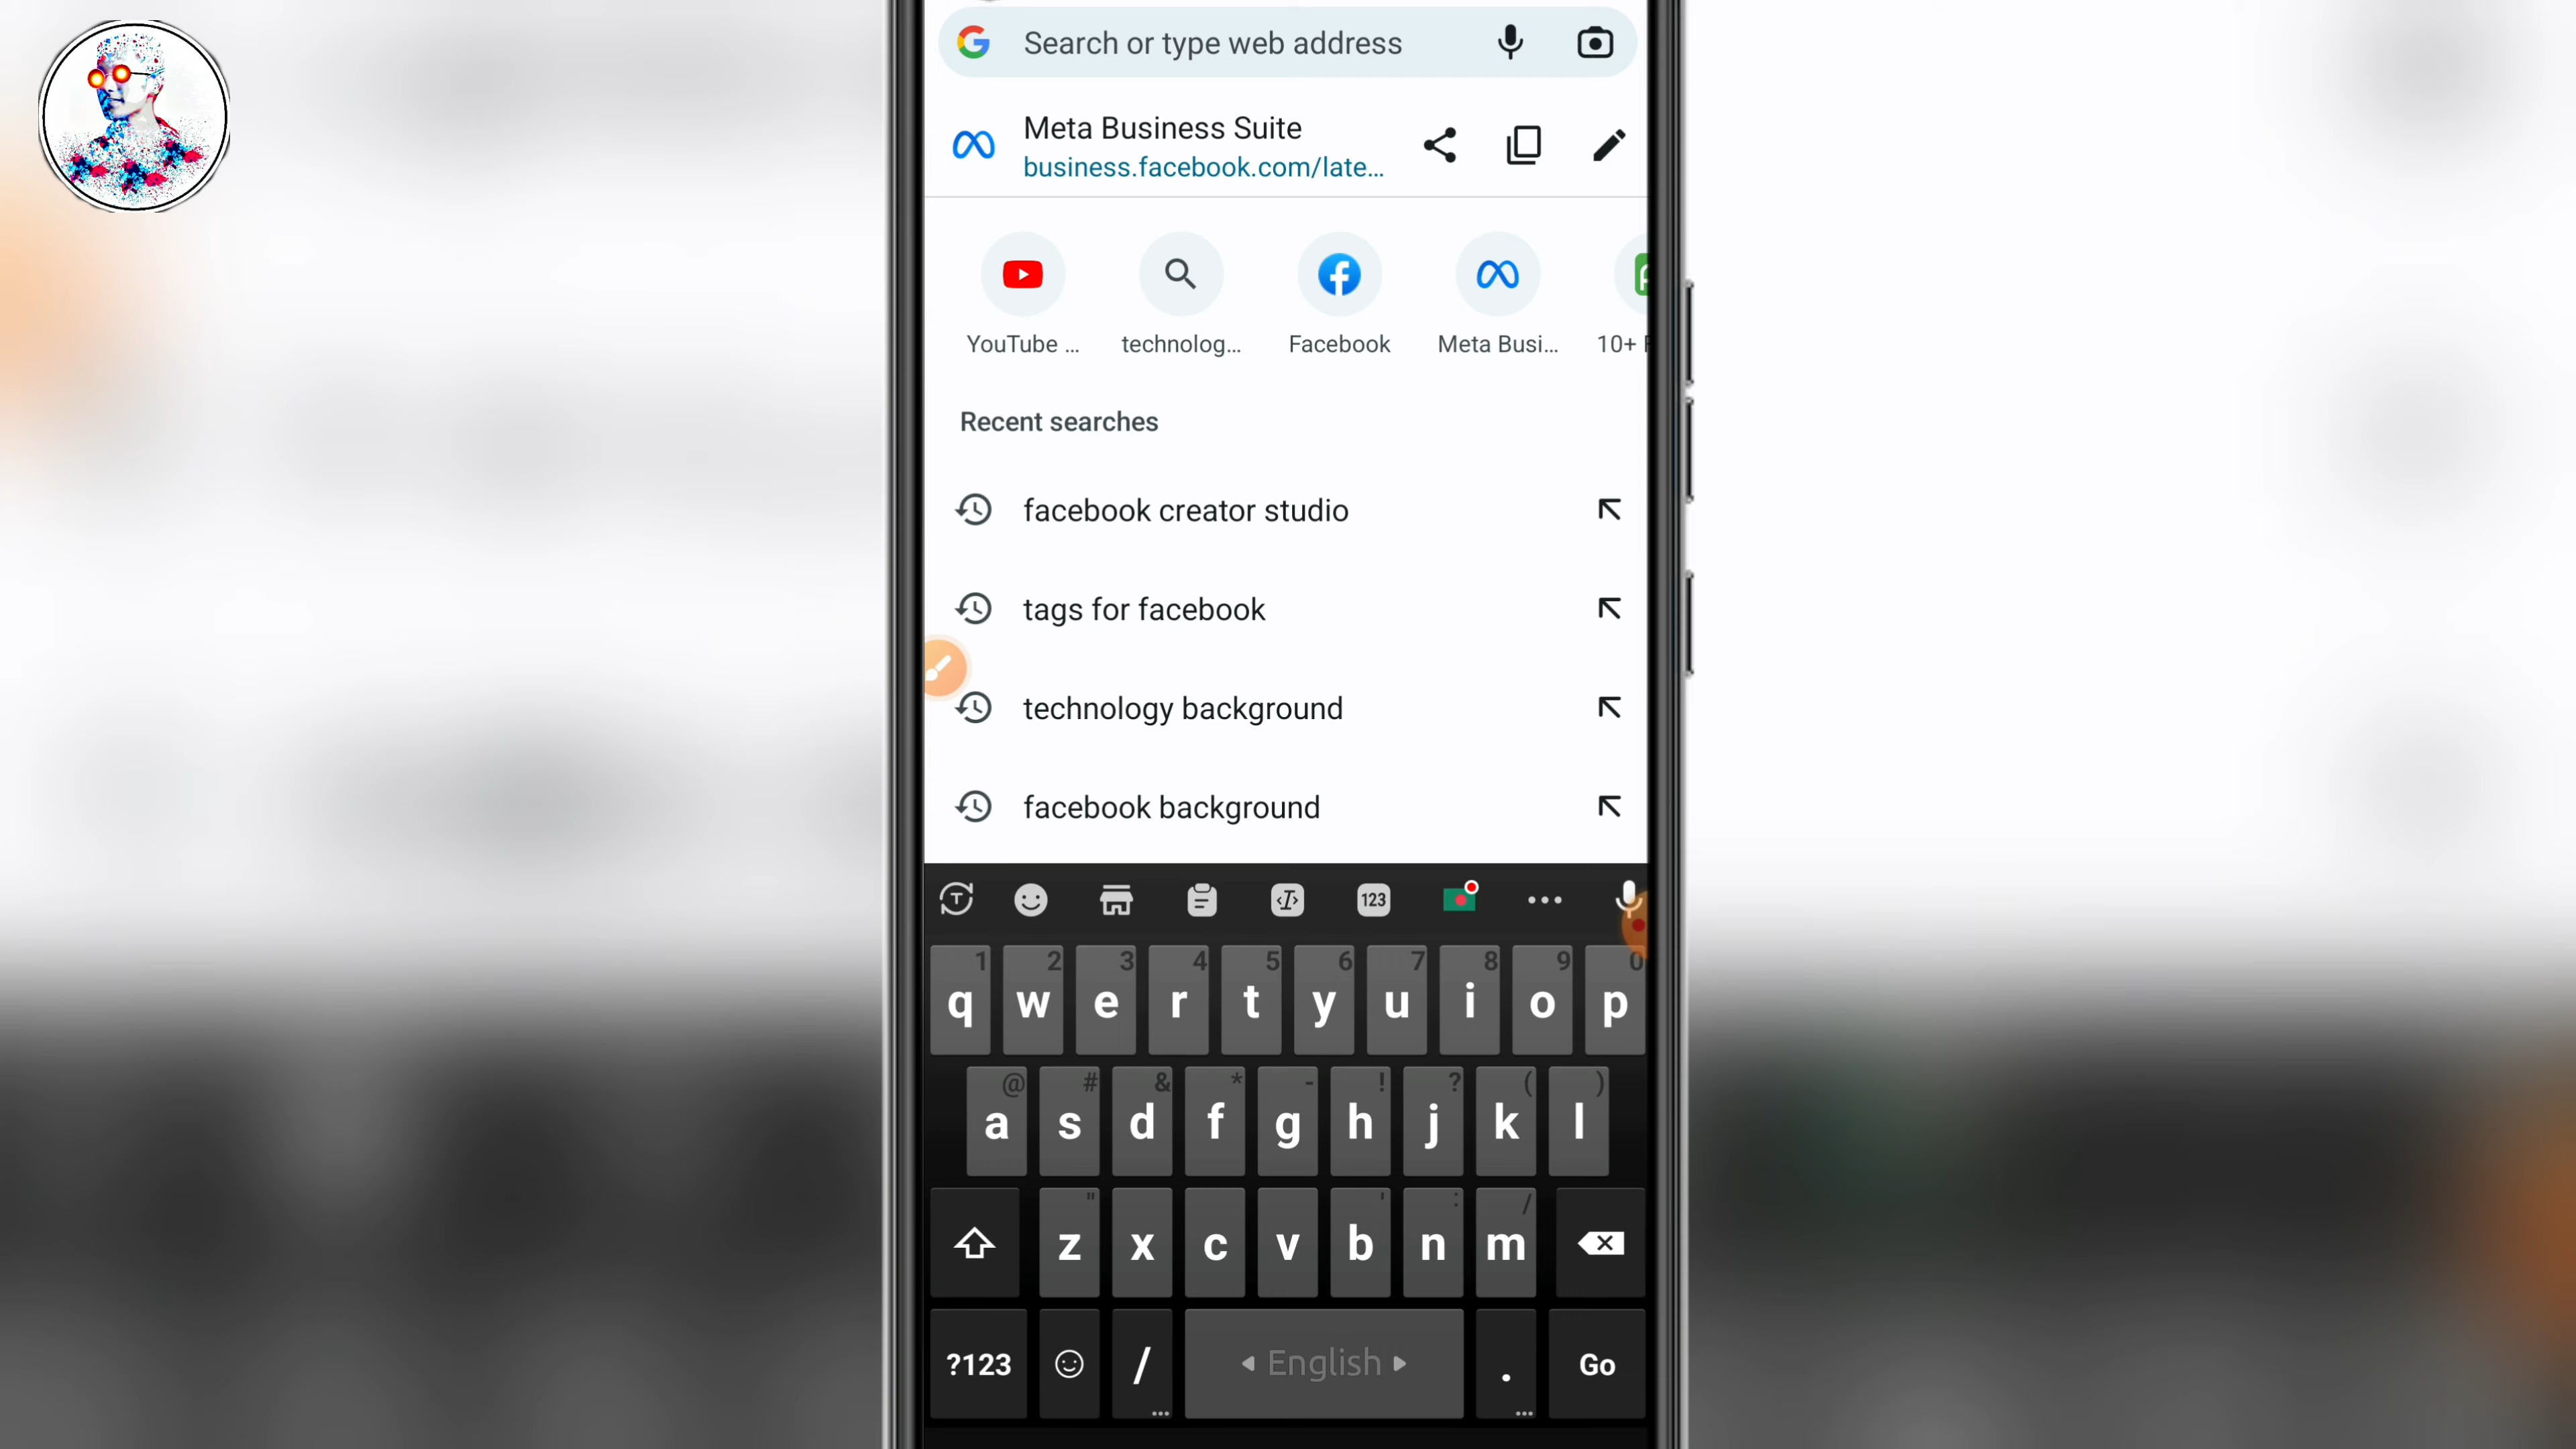 Search or type web address
Meta Business Suite
business.facebook.com/late...
YouTube ...
technolog...
Facebook
Meta Busi...
10+
Recent searches
facebook creator studio
tags for facebook
technology background
facebook background
123
1 2 3 4 5 6 7 8 9 0
q w e r t y u i o p
@ # & * - ! ? ( )
a s d f g h j k l
" ' : /
z x c v b n m
?123 / English . Go